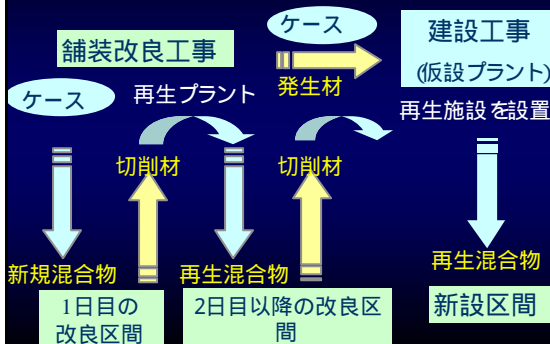 ケース
建設工事
(仮設プラント)
舗装改良工事
発生材
ケース
再生プラント
再生施設を設置
切削材
切削材
新規混合物
再生混合物
再生混合物
1日目の
改良区間
2日目以降の改良区
間
新設区間